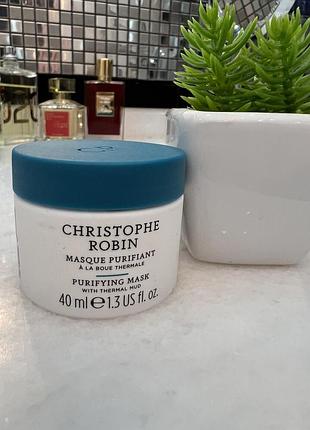 CHRISTOPHE
ROBIN
MASQUE PURIFIANT
À LA BOUE THERMALE
PURIFYING MASK
WITH THERMAL MUD
40 ml e 1.3 US fl. oz.